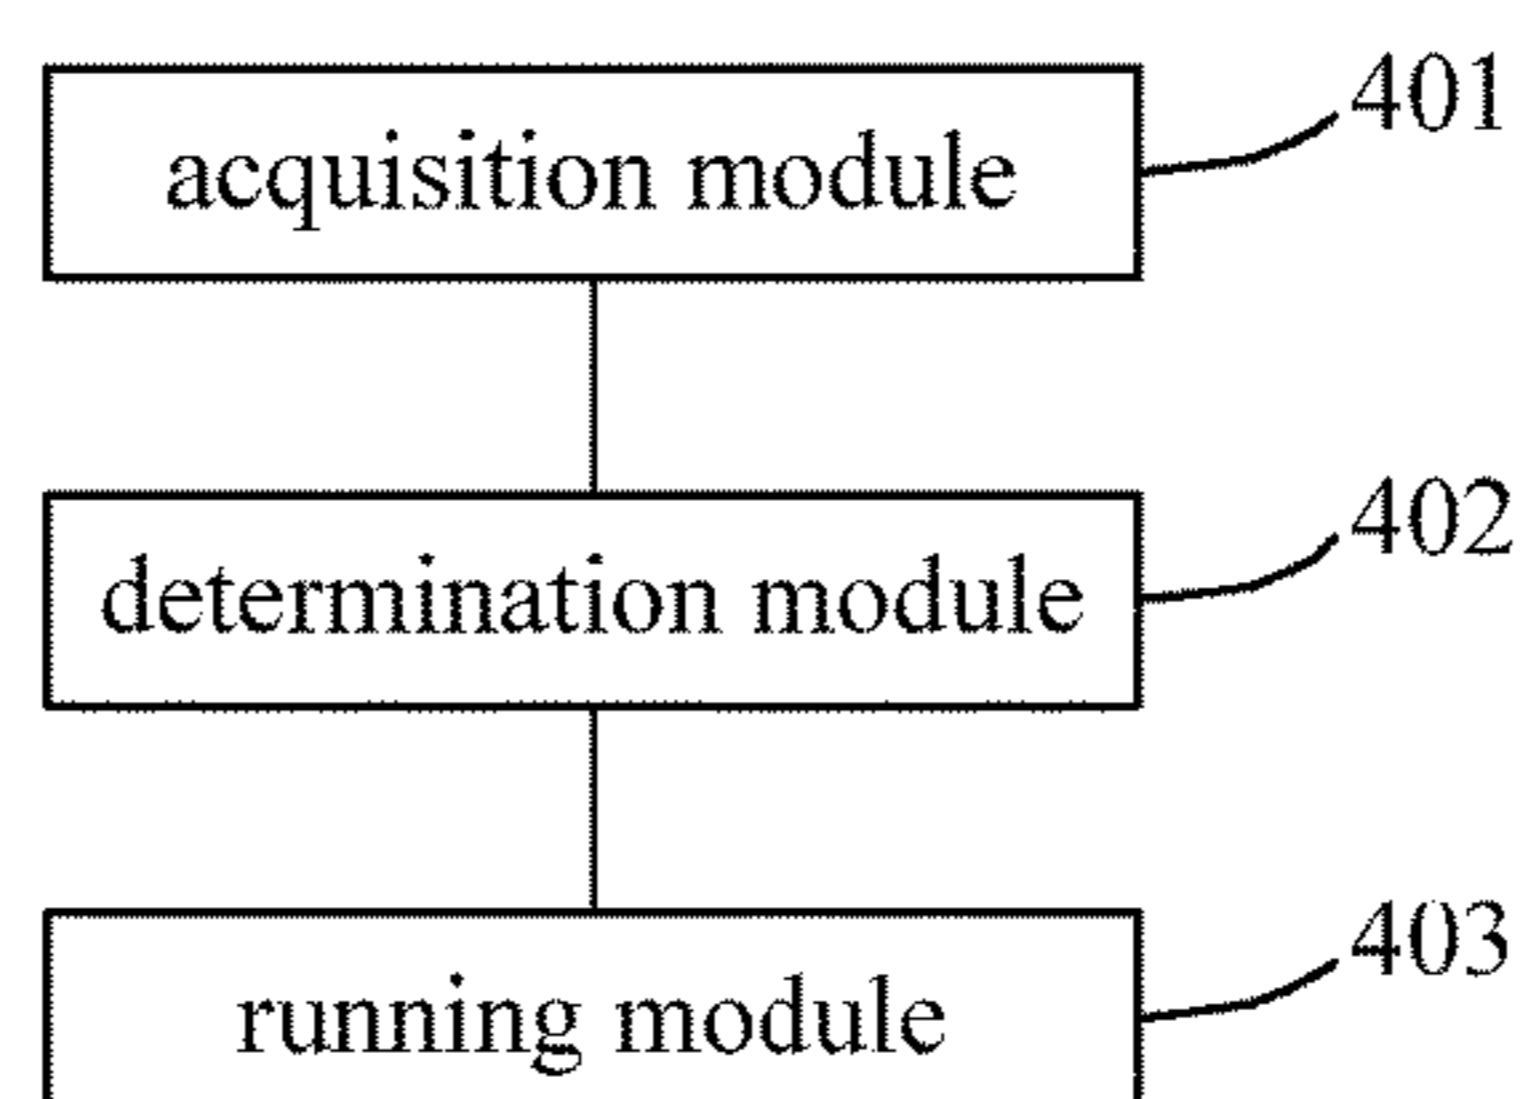 acquisition module 401
determination module 402
running module 403